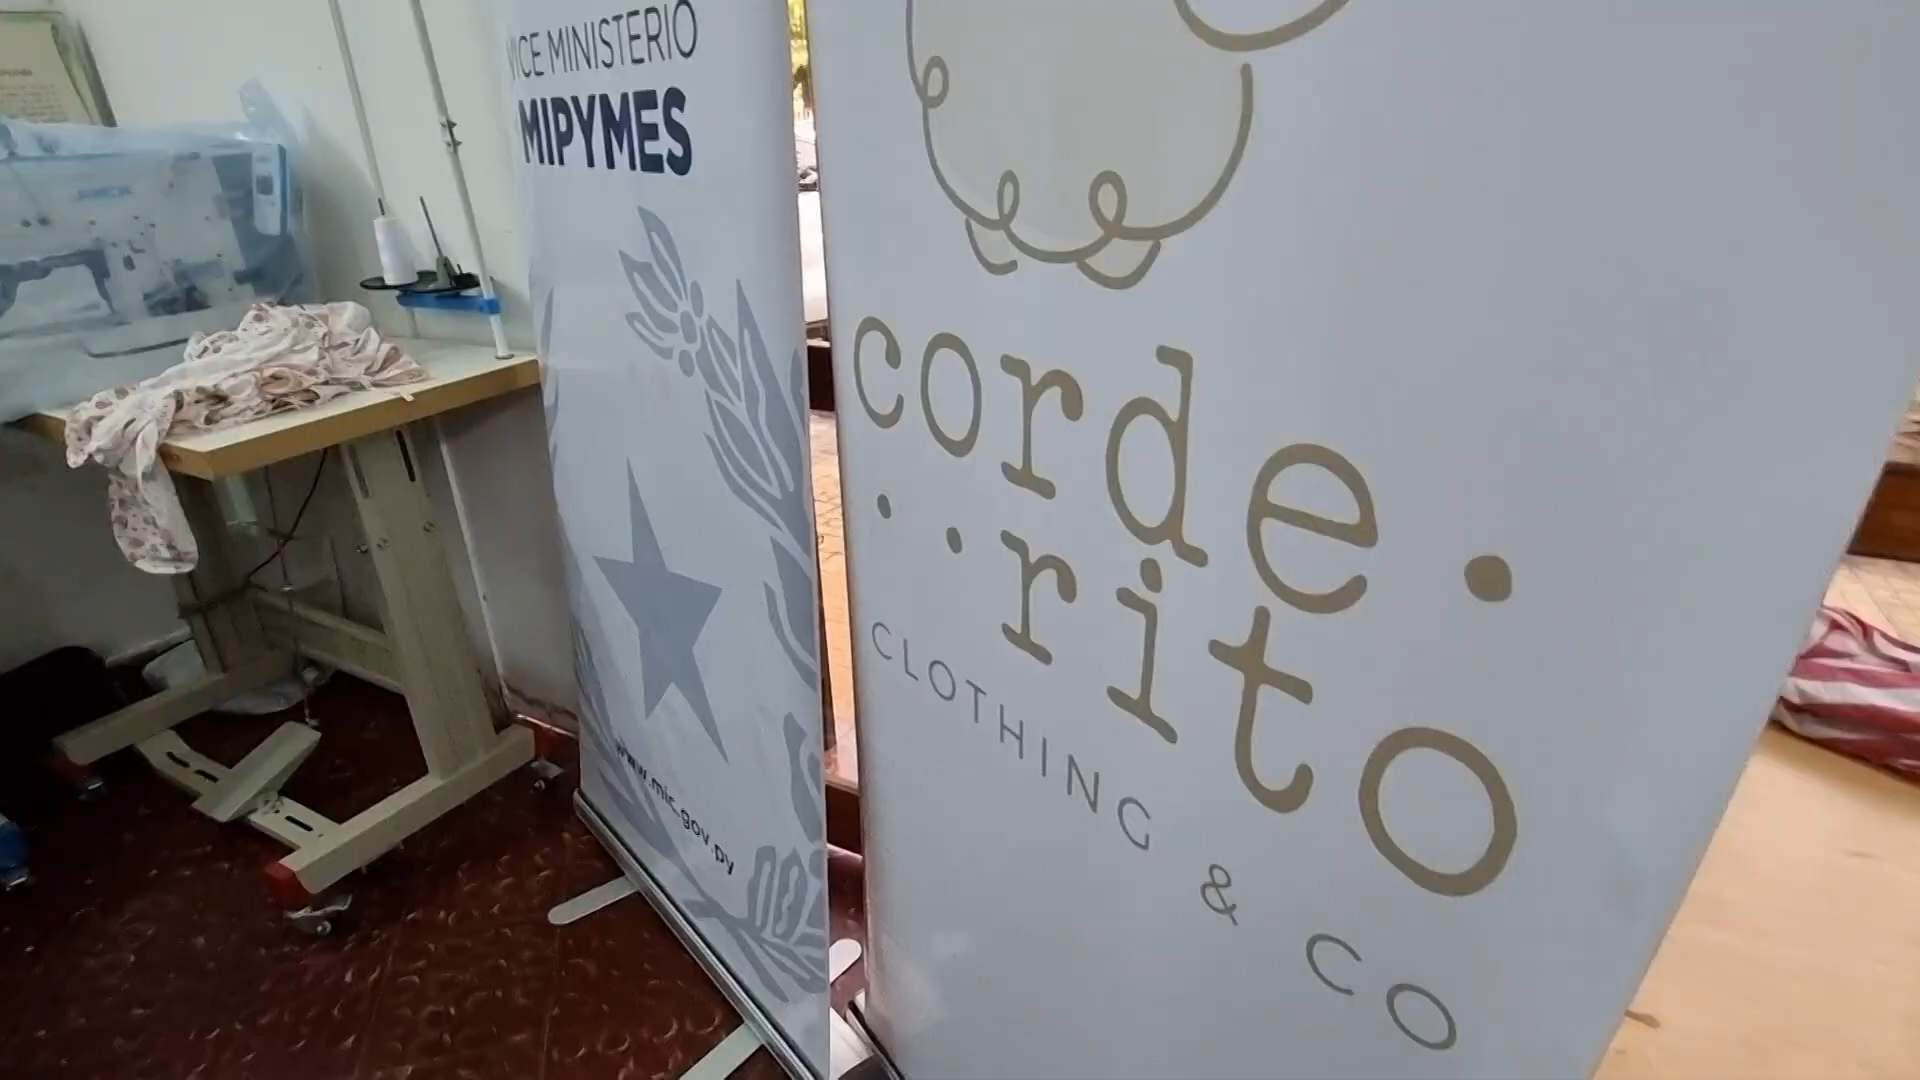 VICE MINISTERIO
MIPYMES
www.mic.gov.py
corde.
..rito
CLOTHING & CO